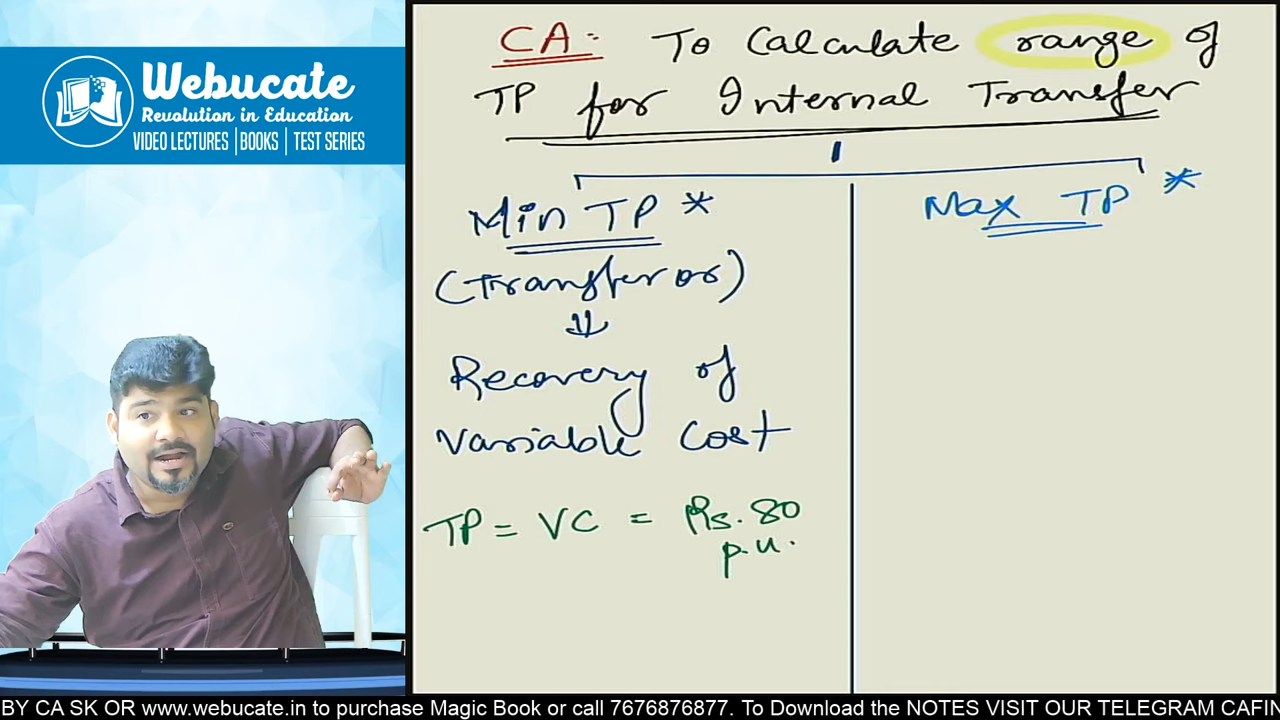 Webucate
Revolution in Education
VIDEO LECTURES | BOOKS | TEST SERIES
CA:- To Calculate range of
TP for Internal Transfer
Min TP *
(Transferor)
Recovery of
Variable Cost
TP = VC = Rs. 80
p.u.
Max TP *
BY CA SK OR www.webucate.in to purchase Magic Book or call 7676876877. To Download the NOTES VISIT OUR TELEGRAM CAFIN